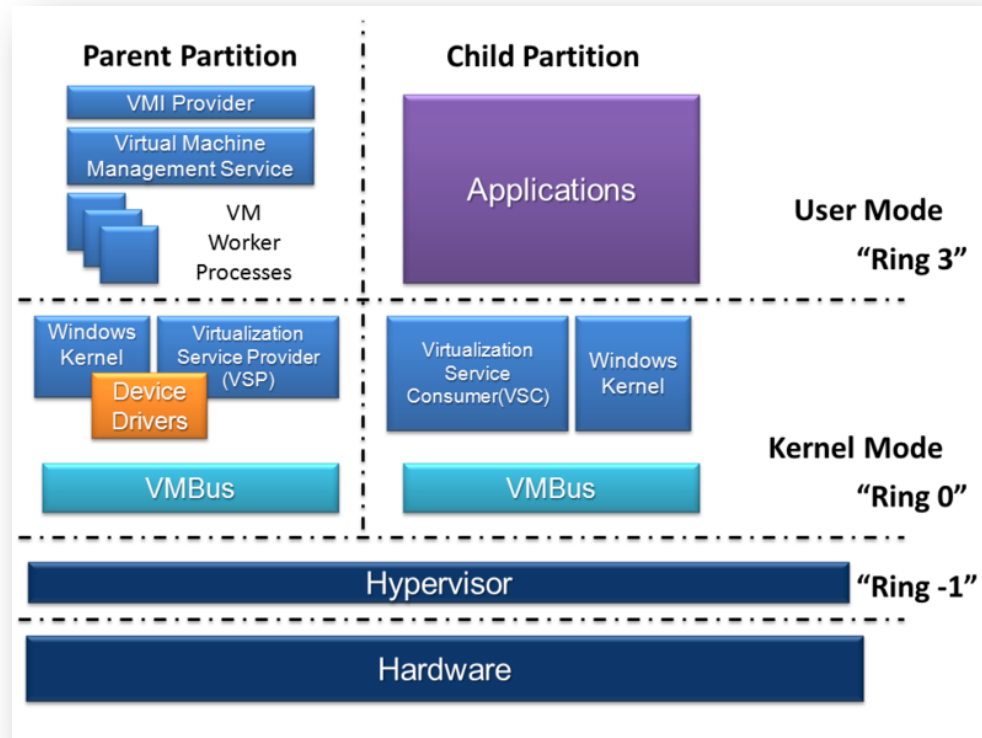 Parent Partition
Child Partition
VMI Provider
Virtual Machine
Management Service
VM
Worker
Processes
Applications
User Mode
“Ring 3”
Windows
Kernel
Virtualization
Service Provider
(VSP)
Device
Drivers
Virtualization
Service
Consumer(VSC)
Windows
Kernel
VMBus
VMBus
Kernel Mode
“Ring 0”
Hypervisor
“Ring -1”
Hardware